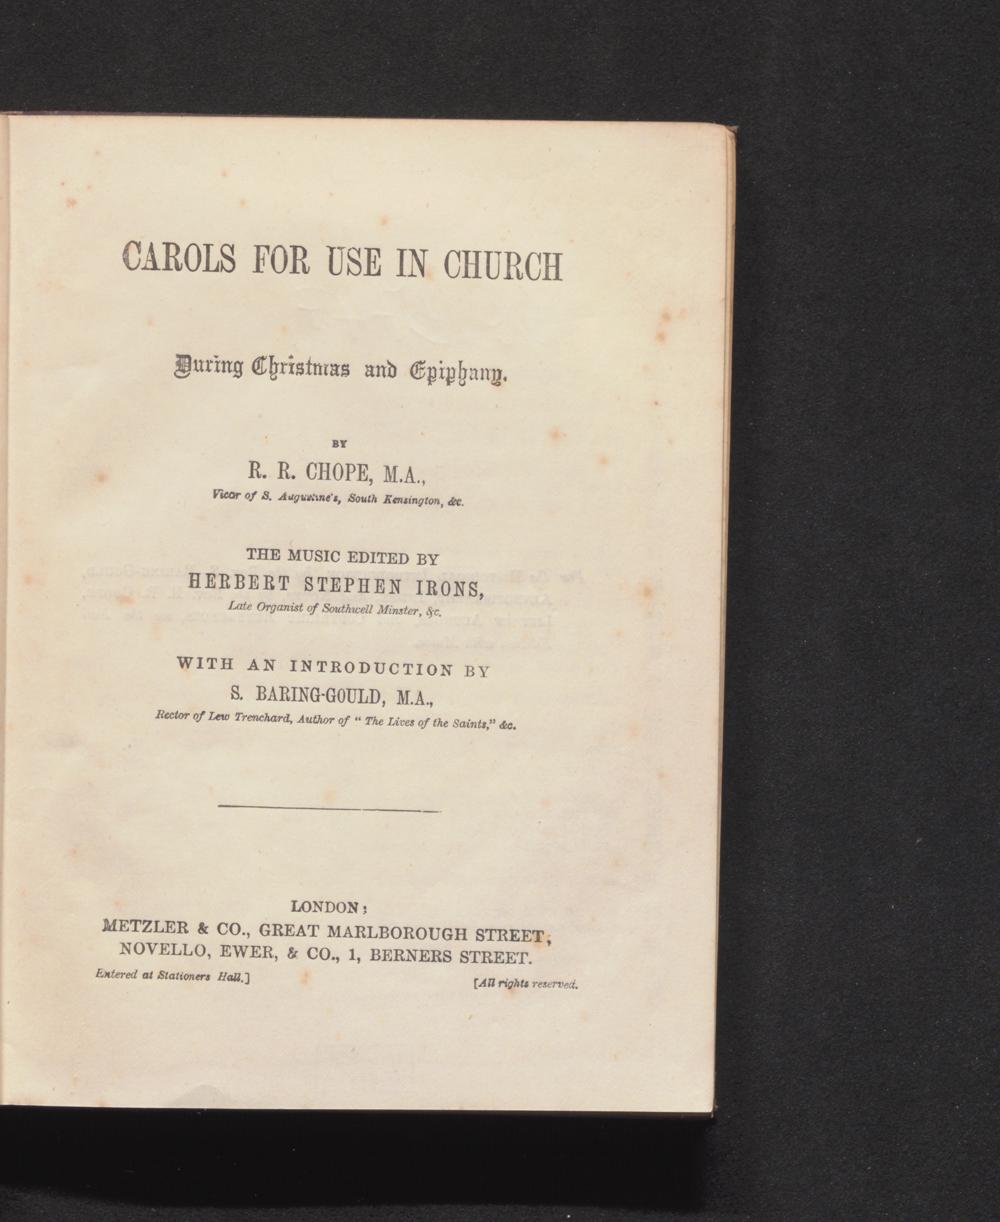 CAROLS FOR USE IN CHURCH
During Christmas and Epiphany.
BY
R. R. CHOPE, M.A.,
Vicar of S. Augustine's, South Kensington, &c.
THE MUSIC EDITED BY
HERBERT STEPHEN IRONS,
Late Organist of Southwell Minster, &c.
WITH AN INTRODUCTION BY
S. BARING-GOULD, M.A.,
Rector of Lew Trenchard, Author of "The Lives of the Saints," &c.
LONDON:
METZLER & CO., GREAT MARLBOROUGH STREET,
NOVELLO, EWER, & CO., 1, BERNERS STREET.
Entered at Stationers Hall.] [All rights reserved.